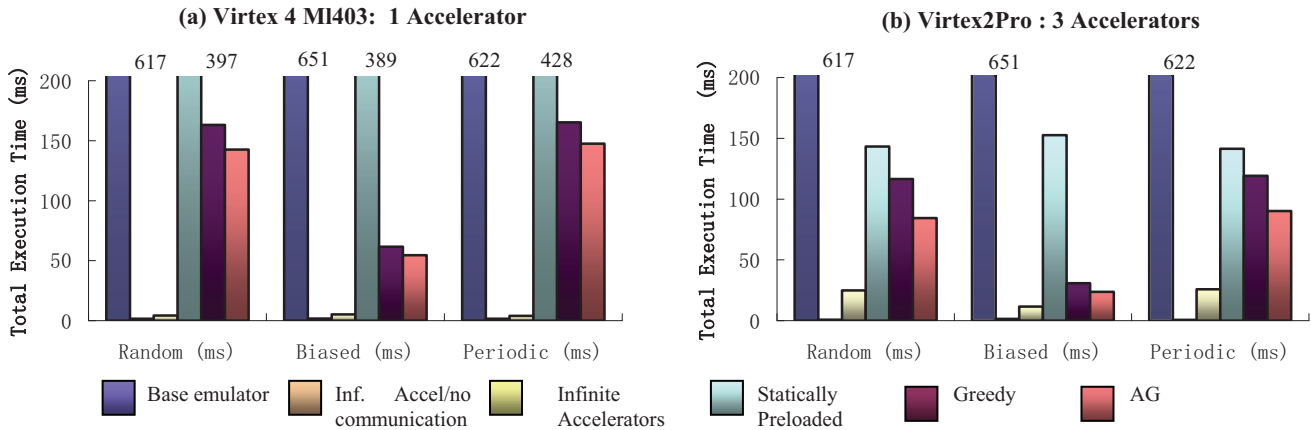 (a) Virtex 4 Ml403: 1 Accelerator
(b) Virtex2Pro : 3 Accelerators
Total Execution Time (ms)
200
150
100
50
0
617
397
651
389
622
428
Random (ms)
Biased (ms)
Periodic (ms)
Total Execution Time (ms)
200
150
100
50
0
617
651
622
Random (ms)
Biased (ms)
Periodic (ms)
Base emulator
Inf. Accel/no
communication
Infinite
Accelerators
Statically
Preloaded
Greedy
AG